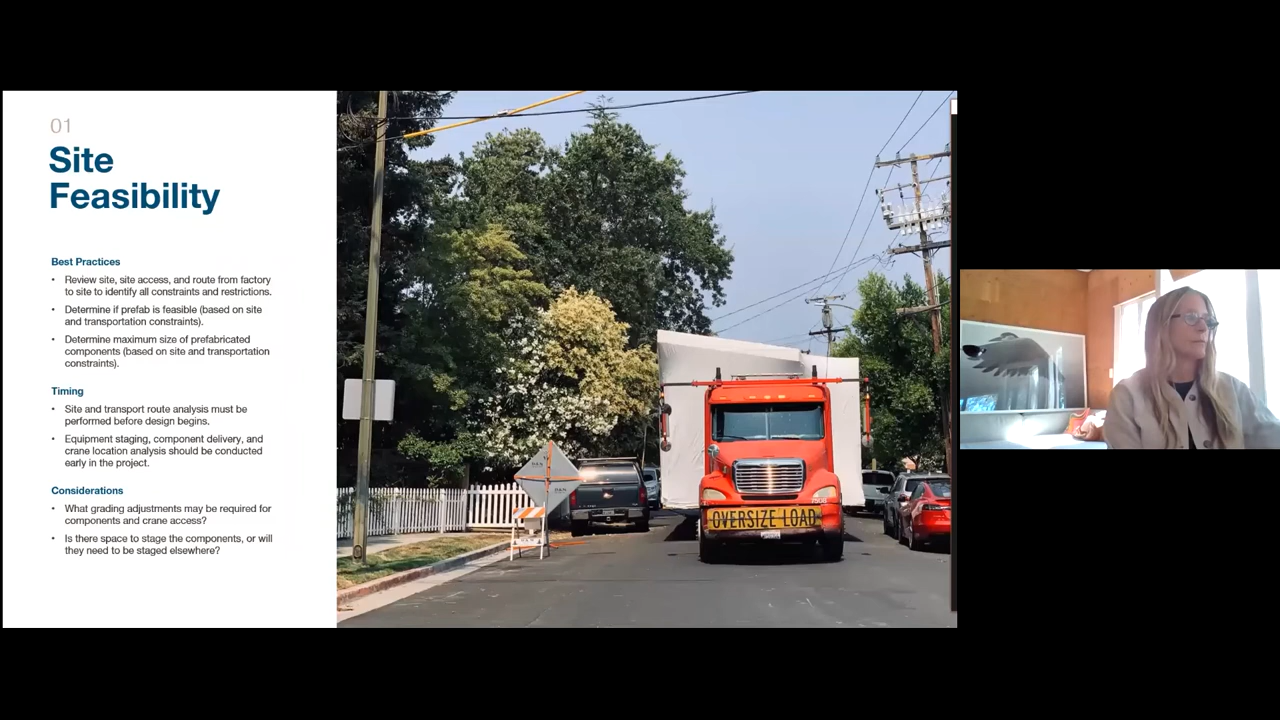 01
Site
Feasibility
Best Practices
• Review site, site access, and route from factory
to site to identify all constraints and restrictions.
• Determine if prefab is feasible (based on site
and transportation constraints).
• Determine maximum size of prefabricated
components (based on site and transportation
constraints).
Timing
• Site and transport route analysis must be
performed before design begins.
• Equipment staging, component delivery, and
crane location analysis should be conducted
early in the project.
Considerations
• What grading adjustments may be required for
components and crane access?
• Is there space to stage the components, or will
they need to be staged elsewhere?
OVERSIZE LOAD